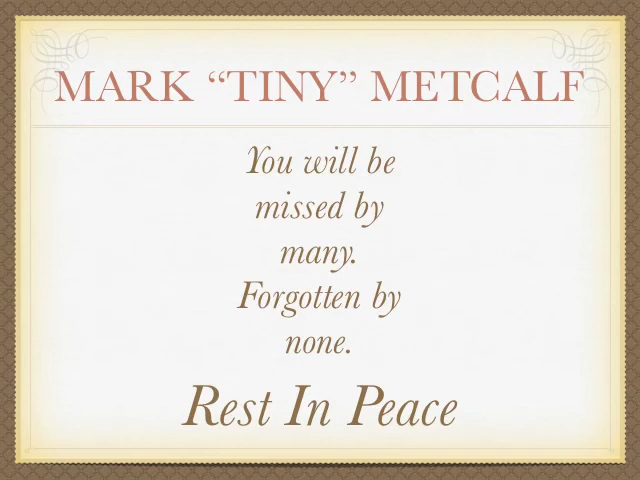 MARK “TINY” METCALF
You will be
missed by
many.
Forgotten by
none.
Rest In Peace